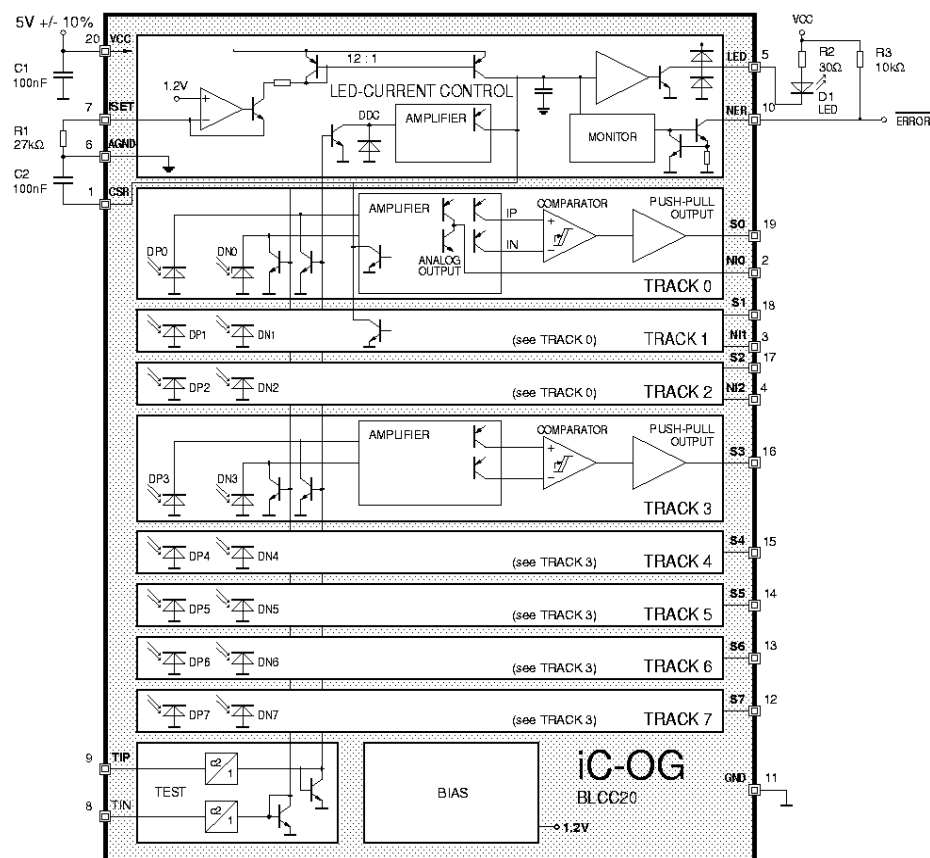 5V +/- 10%
20 VCC
C1
100nF
7 ISET
R1
27kΩ
6 AGND
C2
100nF
1 CSR
1.2V
12 : 1
LED-CURRENT CONTROL
DDC
AMPLIFIER
MONITOR
LED 5
VCC
R2
30Ω
R3
10kΩ
D1
LED
NER 10
ERROR
DP0
DN0
AMPLIFIER
IP
IN
ANALOG
OUTPUT
COMPARATOR
+
−
PUSH-PULL
OUTPUT
TRACK 0
S0 19
NI0 2
DP1
DN1
(see TRACK 0)
TRACK 1
S1 18
NI1 3
DP2
DN2
(see TRACK 0)
TRACK 2
S2 17
NI2 4
DP3
DN3
AMPLIFIER
COMPARATOR
+
−
PUSH-PULL
OUTPUT
TRACK 3
S3 16
DP4
DN4
(see TRACK 3)
TRACK 4
S4 15
DP5
DN5
(see TRACK 3)
TRACK 5
S5 14
DP6
DN6
(see TRACK 3)
TRACK 6
S6 13
DP7
DN7
(see TRACK 3)
TRACK 7
S7 12
9 TIP
8 TIN
TEST
1
1
BIAS
1.2V
iC-OG
BLCC20
GND 11